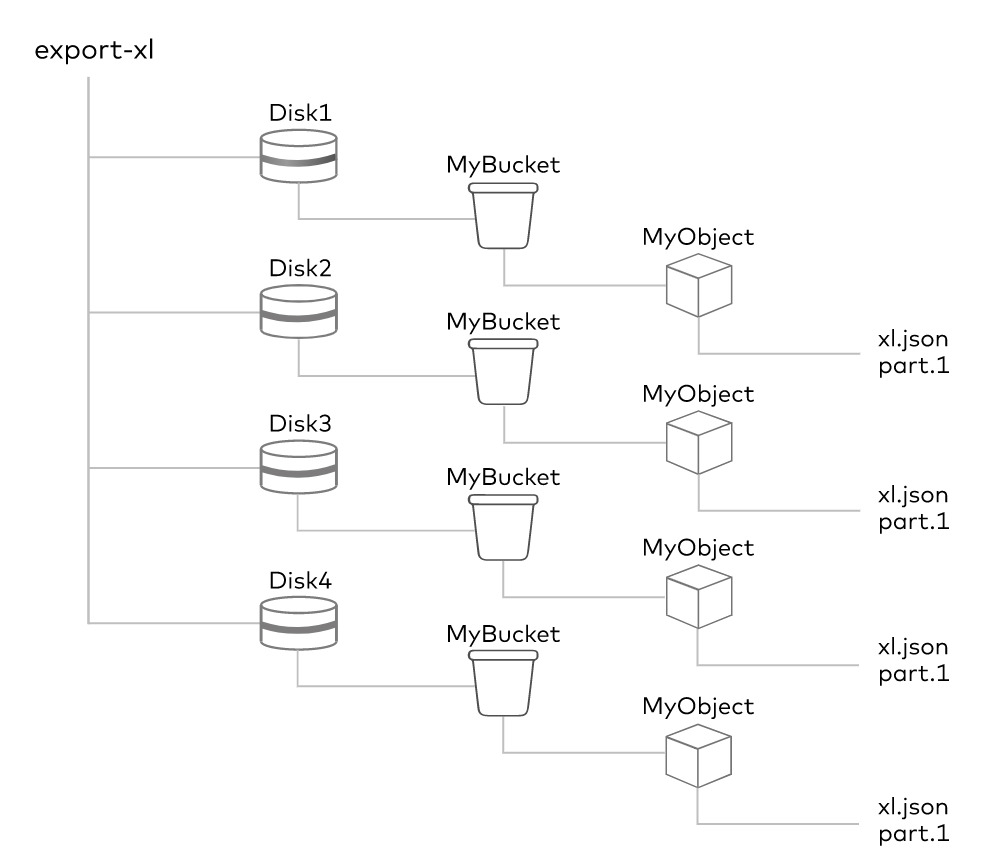 export-xl
Disk1
MyBucket
MyObject
xl.json
part.1
Disk2
MyBucket
MyObject
xl.json
part.1
Disk3
MyBucket
MyObject
xl.json
part.1
Disk4
MyBucket
MyObject
xl.json
part.1